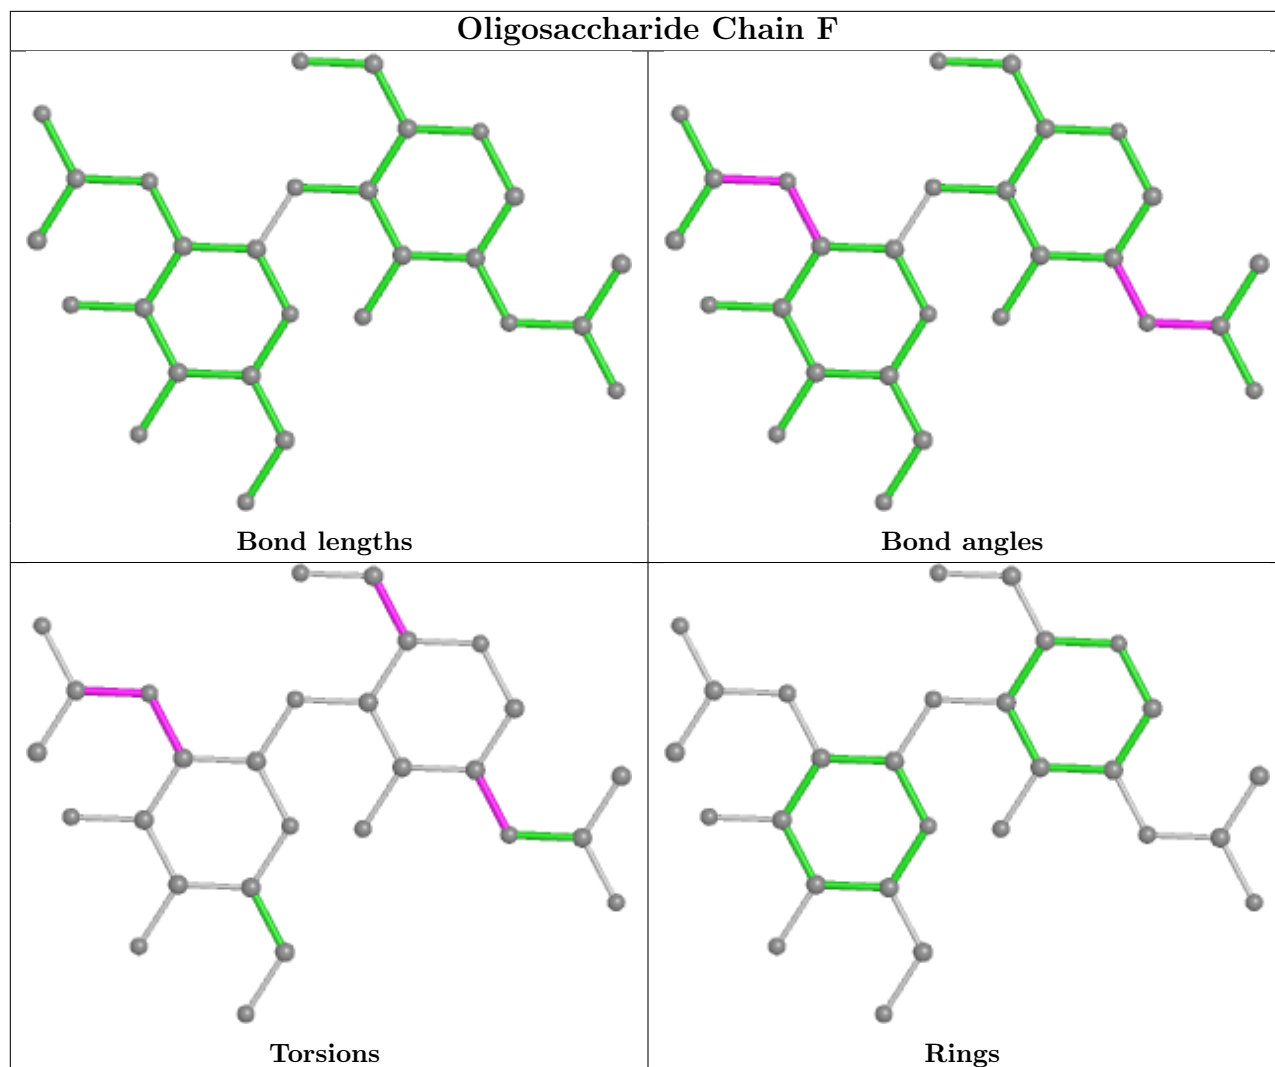 Oligosaccharide Chain F
Bond lengths
Bond angles
Torsions
Rings